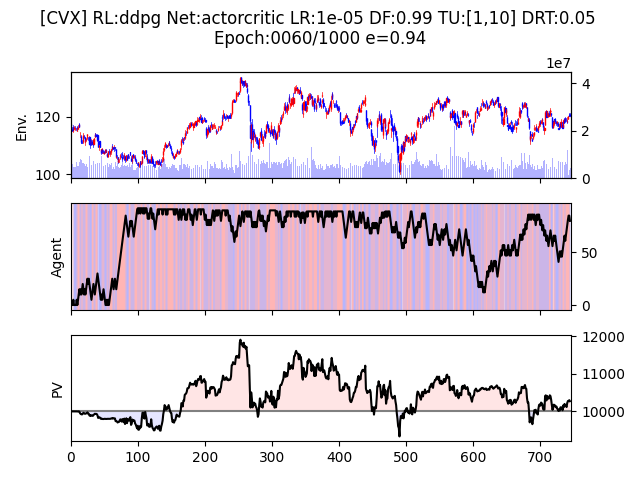 [CVX] RL:ddpg Net:actorcritic LR:1e-05 DF:0.99 TU:[1,10] DRT:0.05
Epoch:0060/1000 e=0.94
1e7
Env.
120
100
4
2
0
Agent
50
0
PV
12000
11000
10000
0 100 200 300 400 500 600 700